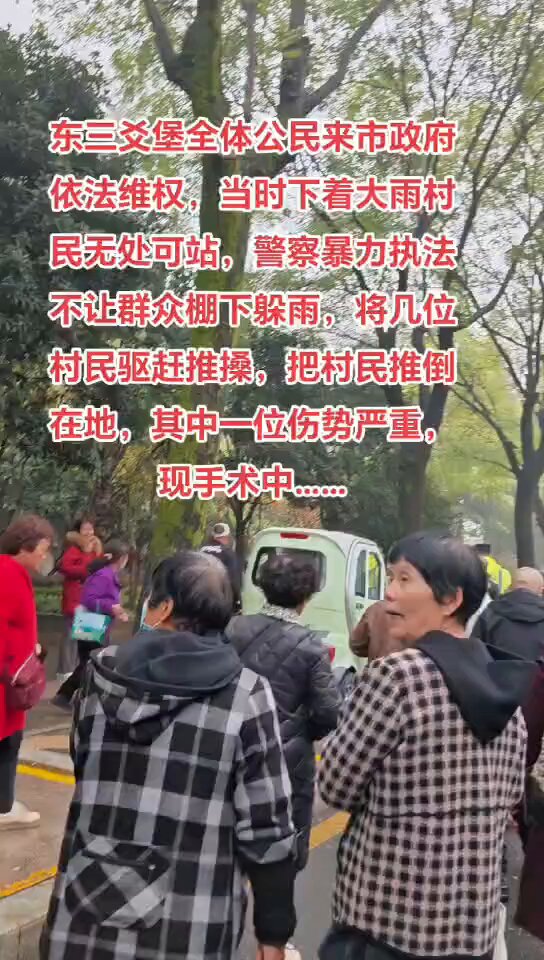 东三爻堡全体公民来市政府
依法维权，当时下着大雨村
民无处可站，警察暴力执法
不让群众棚下躲雨，将几位
村民驱赶推搡，把村民推倒
在地，其中一位伤势严重，
现手术中......